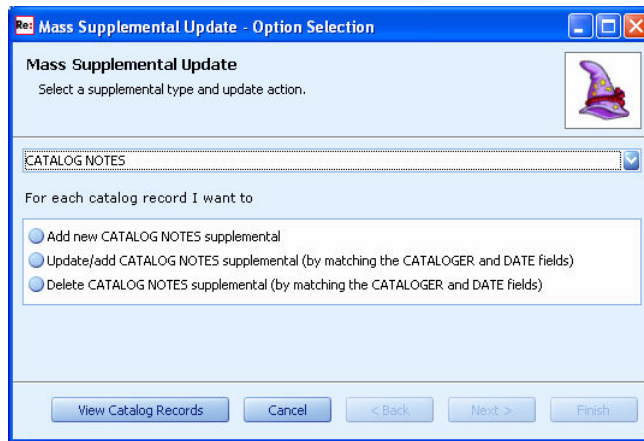 Re: Mass Supplemental Update - Option Selection
Mass Supplemental Update
Select a supplemental type and update action.
CATALOG NOTES
For each catalog record I want to
Add new CATALOG NOTES supplemental
Update/add CATALOG NOTES supplemental (by matching the CATALOGER and DATE fields)
Delete CATALOG NOTES supplemental (by matching the CATALOGER and DATE fields)
View Catalog Records Cancel < Back Next > Finish